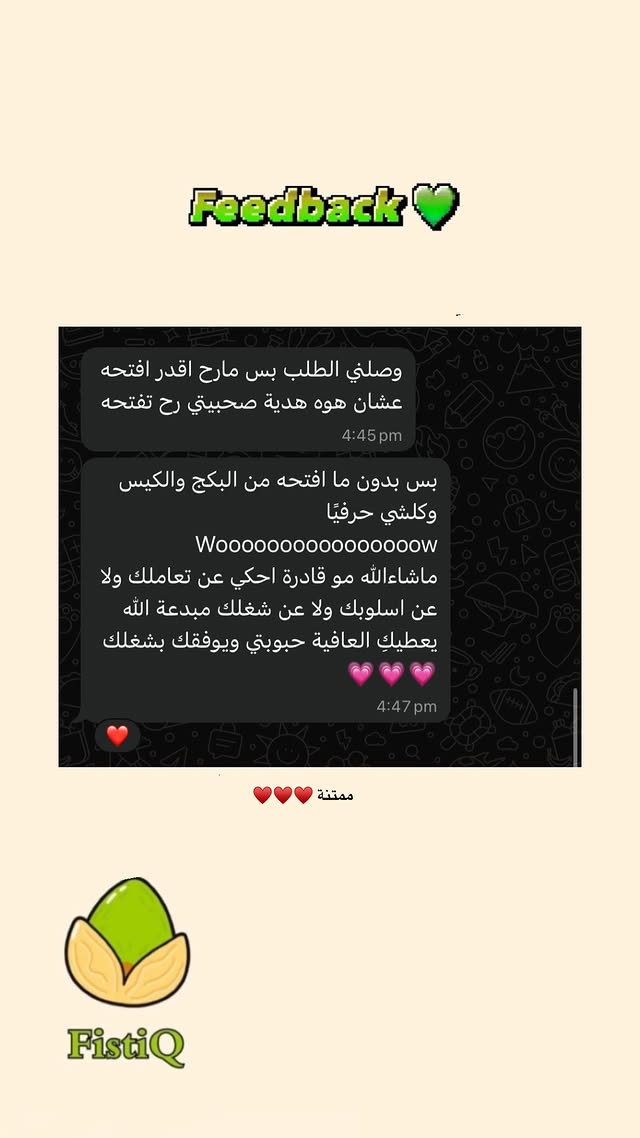 Feedback💚
وصلني الطلب بس مارح اقدر افتحه
عشان هوه هدية صحبيتي رح تفتحه
4:45 pm
بس بدون ما افتحه من البكج والكيس
وكلشي حرفيًا
Woooooooooooooooow
ماشاءالله مو قادرة احكي عن تعاملك ولا
عن اسلوبك ولا عن شغلك مبدعة الله
يعطيكِ العافية حبوبتي ويوفقك بشغلك
💗💗💗
4:47 pm
❤️
ممتنة ♥️♥️♥️
FistiQ